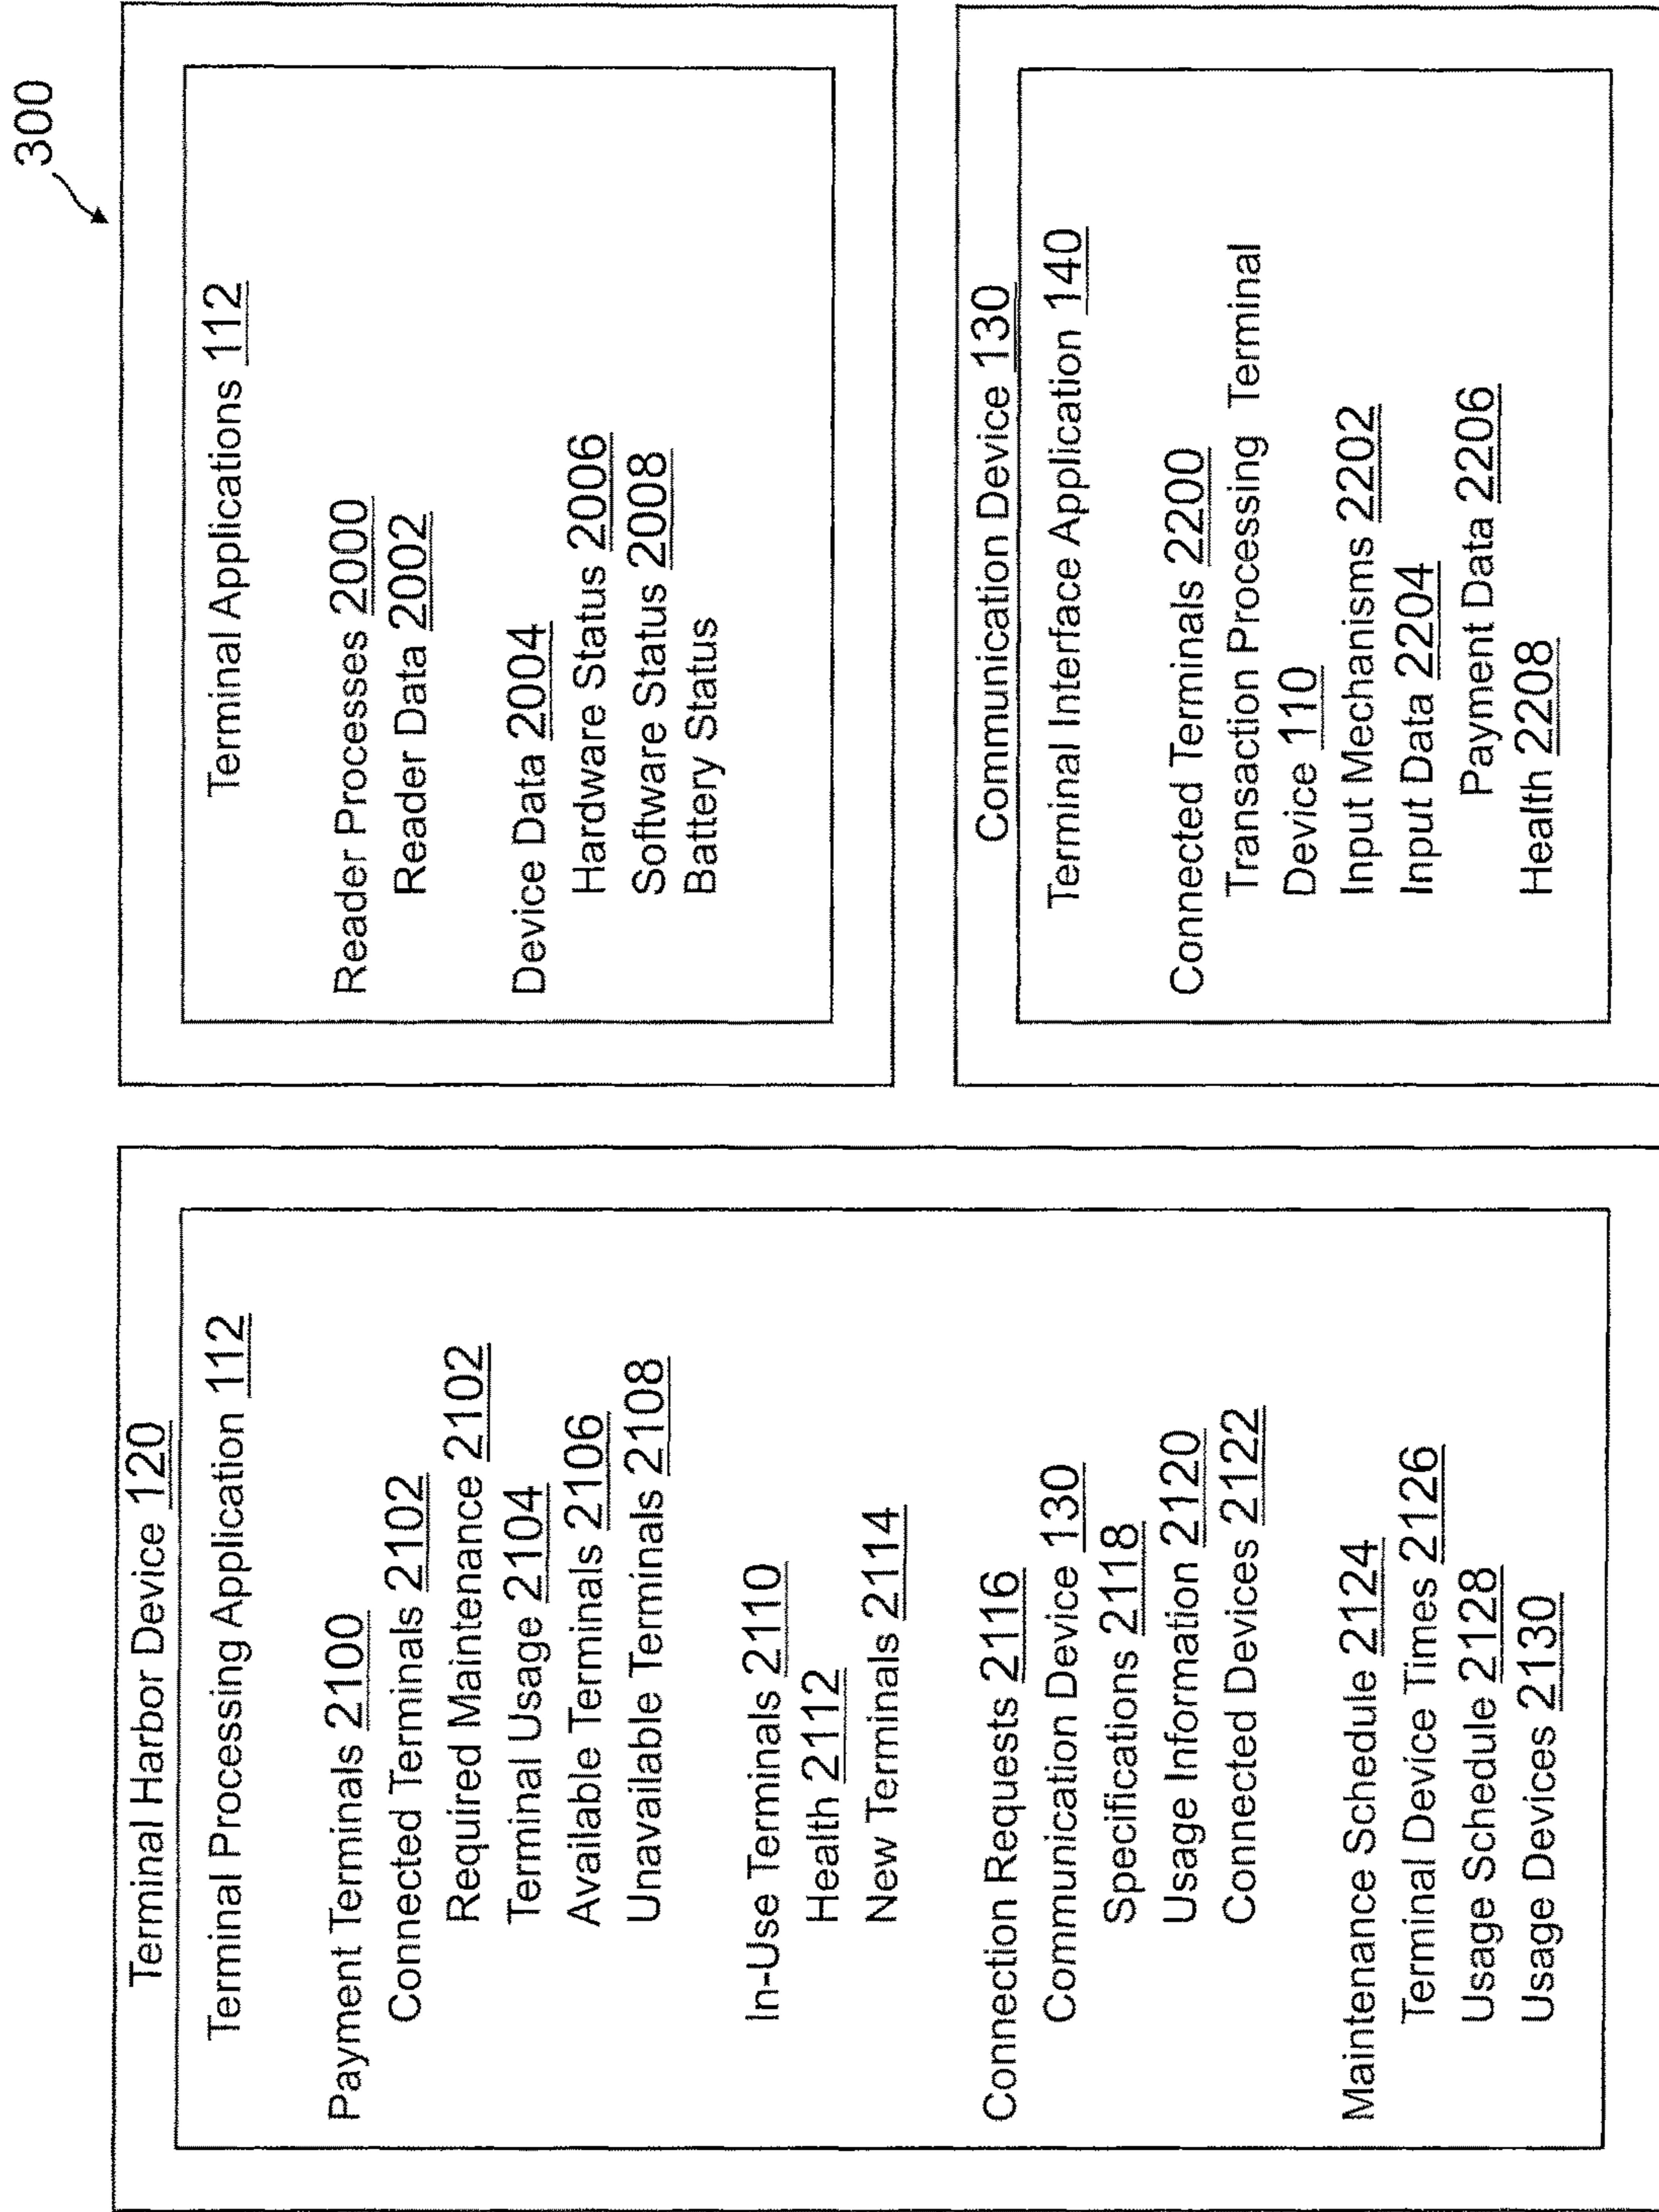 300
Terminal Harbor Device 120
Terminal Processing Application 112
Payment Terminals 2100
Connected Terminals 2102
Required Maintenance 2102
Terminal Usage 2104
Available Terminals 2106
Unavailable Terminals 2108
In-Use Terminals 2110
Health 2112
New Terminals 2114
Connection Requests 2116
Communication Device 130
Specifications 2118
Usage Information 2120
Connected Devices 2122
Maintenance Schedule 2124
Terminal Device Times 2126
Usage Schedule 2128
Usage Devices 2130
Terminal Applications 112
Reader Processes 2000
Reader Data 2002
Device Data 2004
Hardware Status 2006
Software Status 2008
Battery Status
Communication Device 130
Terminal Interface Application 140
Connected Terminals 2200
Transaction Processing Terminal
Device 110
Input Mechanisms 2202
Input Data 2204
Payment Data 2206
Health 2208